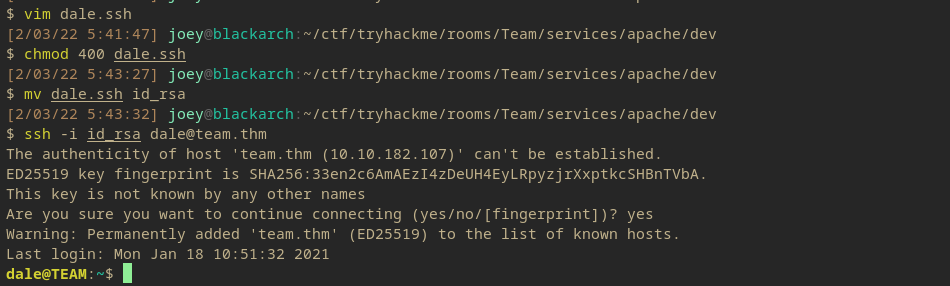 $ vim dale.ssh
[2/03/22 5:41:47] joey@blackarch:~/ctf/tryhackme/rooms/Team/services/apache/dev
$ chmod 400 dale.ssh
[2/03/22 5:43:27] joey@blackarch:~/ctf/tryhackme/rooms/Team/services/apache/dev
$ mv dale.ssh id_rsa
[2/03/22 5:43:32] joey@blackarch:~/ctf/tryhackme/rooms/Team/services/apache/dev
$ ssh -i id_rsa dale@team.thm
The authenticity of host 'team.thm (10.10.182.107)' can't be established.
ED25519 key fingerprint is SHA256:33en2c6AmAEzI4zDeUH4EyLRpyzjrXxptkcSHBnTVbA.
This key is not known by any other names
Are you sure you want to continue connecting (yes/no/[fingerprint])? yes
Warning: Permanently added 'team.thm' (ED25519) to the list of known hosts.
Last login: Mon Jan 18 10:51:32 2021
dale@TEAM:~$